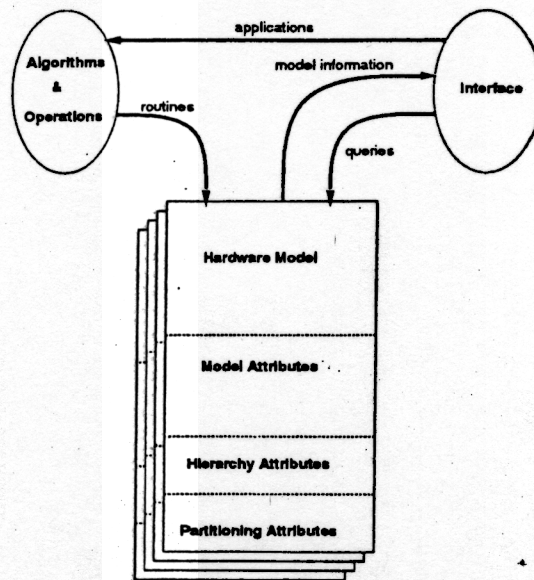 applications
Algorithms
&
Operations
model information
Interface
routines
queries
Hardware Model
Model Attributes
Hierarchy Attributes
Partitioning Attributes